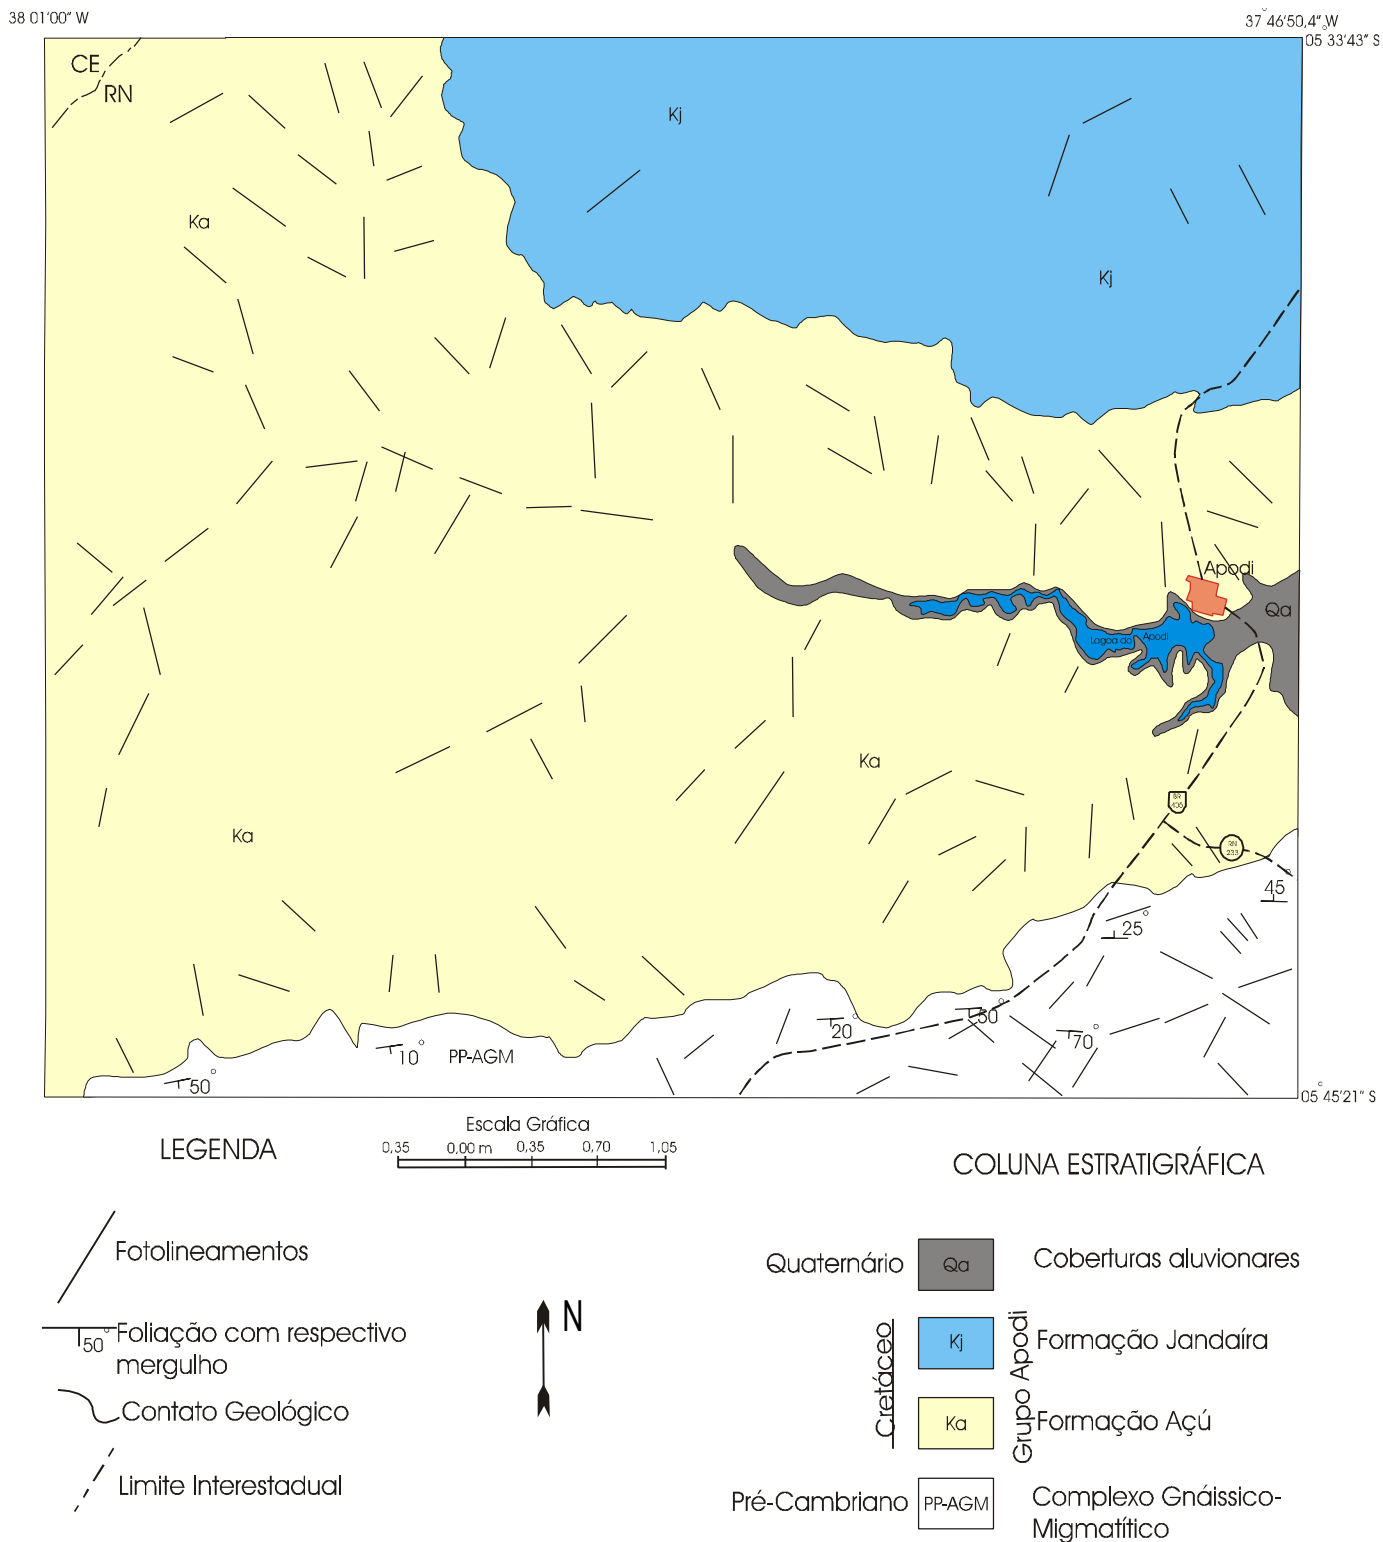 38 01'00" W
37°46'50,4" W
05°33'43" S
CE
RN
Kj
Ka
Kj
Apodi
Qa
Lagoa do Apodi
Ka
BR 405
Ka
RN 233
45°
25°
50°
20°
70°
10°
PP-AGM
50°
05°45'21" S
LEGENDA
Escala Gráfica
0,35 0,00 m 0,35 0,70 1,05
COLUNA ESTRATIGRÁFICA
Fotolineamentos
50° Foliação com respectivo
mergulho
Contato Geológico
Limite Interestadual
N
Quaternário Qa Coberturas aluvionares
Cretáceo
Grupo Apodi
Kj Formação Jandaíra
Ka Formação Açú
Pré-Cambriano PP-AGM Complexo Gnáissico-
Migmatítico